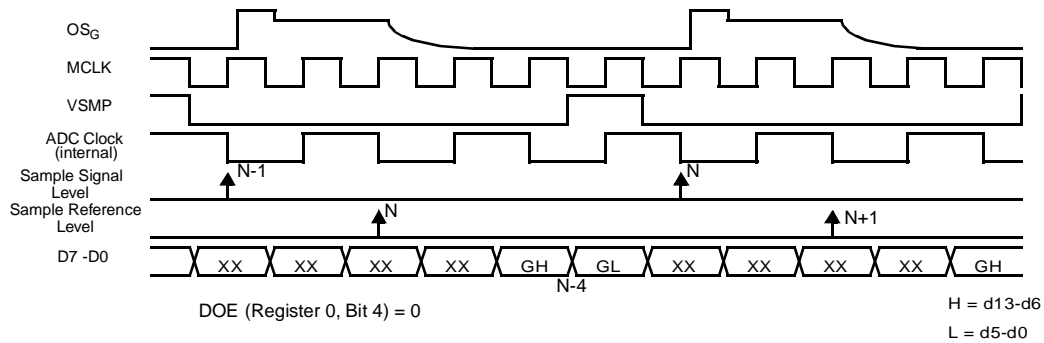 OSG
MCLK
VSMP
ADC Clock
(internal)
Sample Signal
Level
N-1
N
Sample Reference
Level
N
N+1
D7 -D0
XX
XX
XX
XX
GH
GL
XX
XX
XX
XX
GH
N-4
DOE (Register 0, Bit 4) = 0
H = d13-d6
L = d5-d0